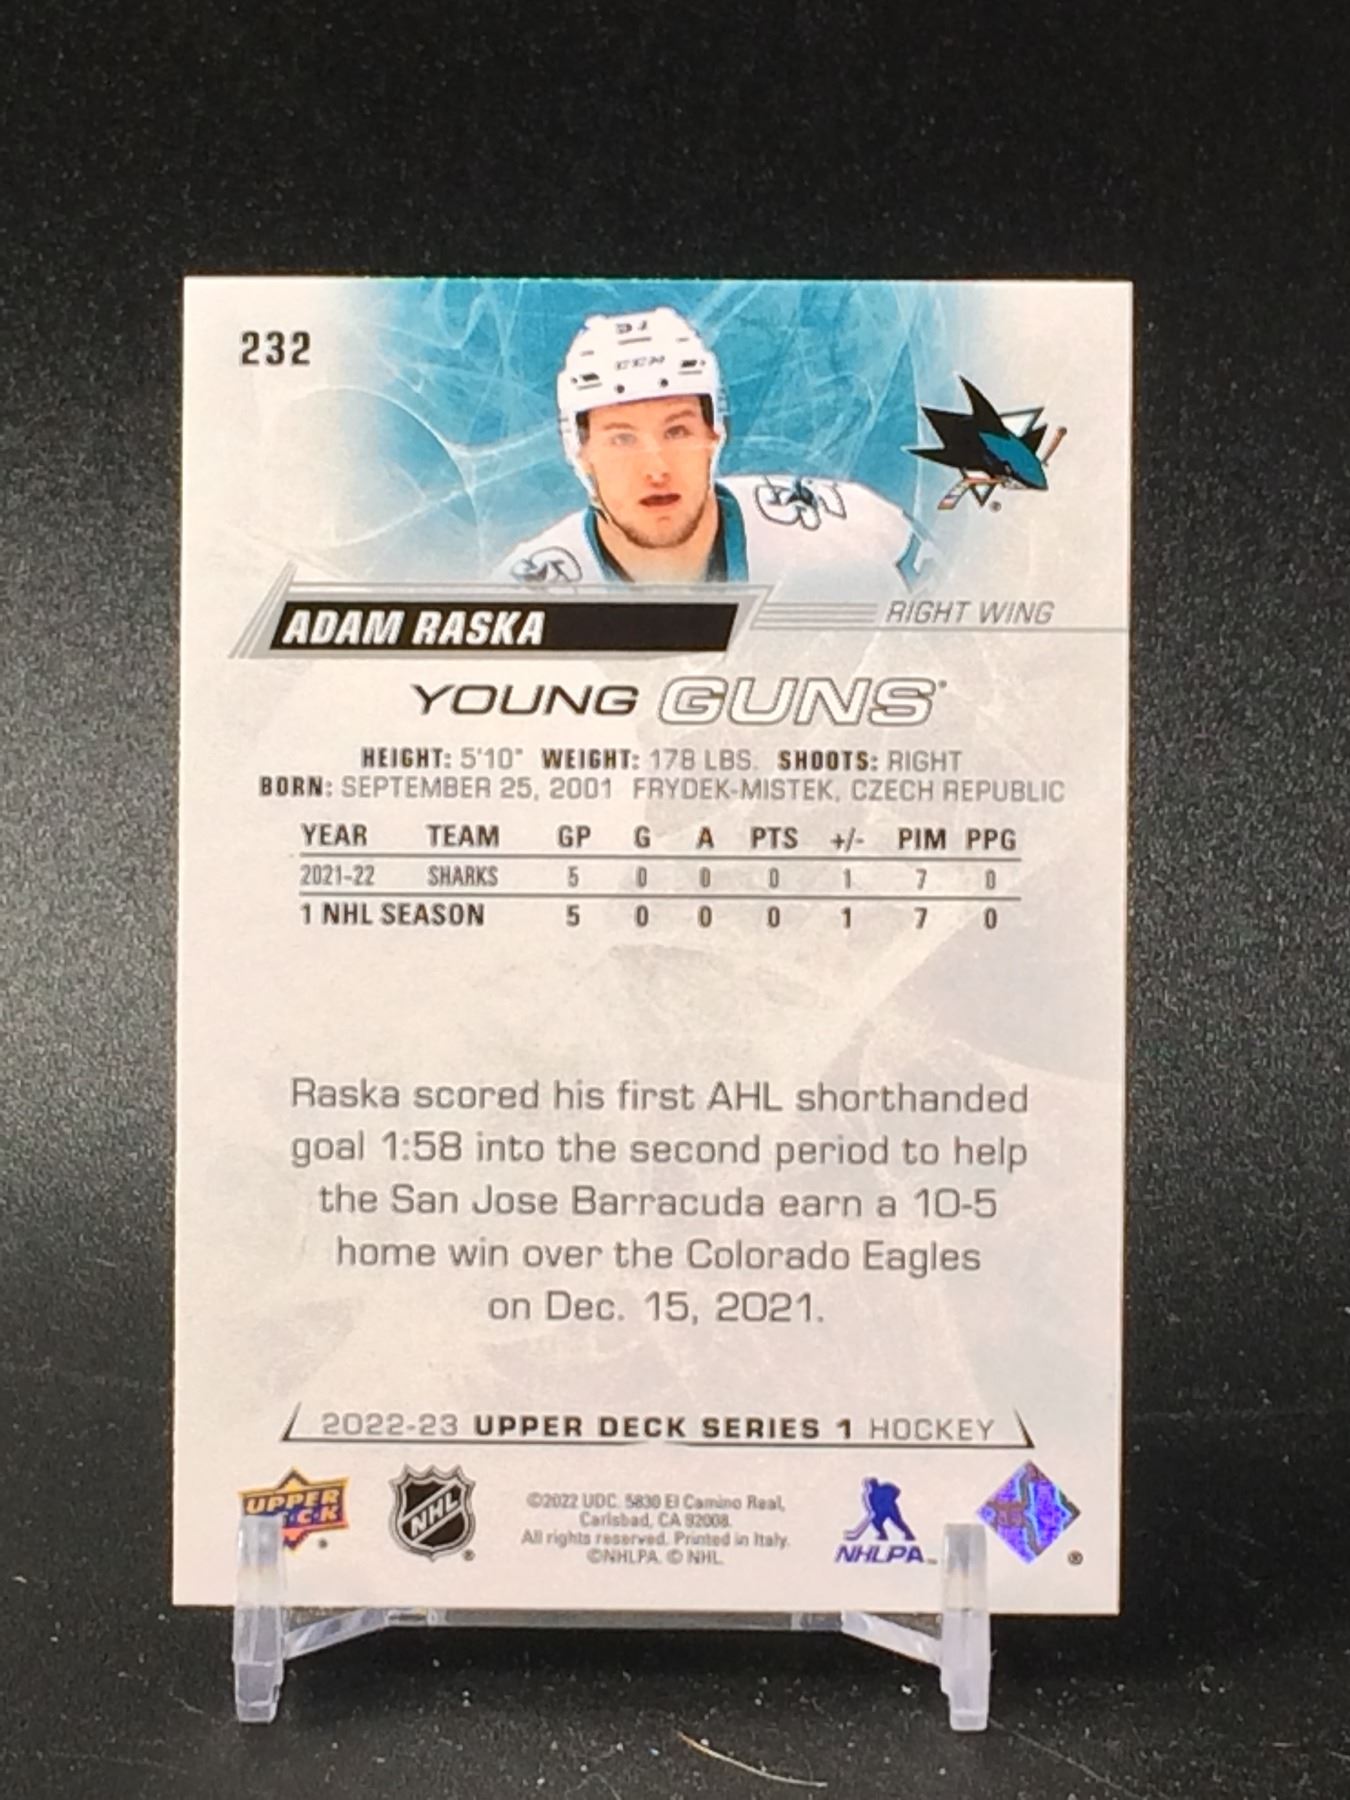 232
57
CCM
ADAM RASKA
RIGHT WING
YOUNG GUNS®
HEIGHT: 5'10" WEIGHT: 178 LBS. SHOOTS: RIGHT
BORN: SEPTEMBER 25, 2001 FRYDEK-MISTEK, CZECH REPUBLIC
YEAR TEAM GP G A PTS +/- PIM PPG
2021-22 SHARKS 5 0 0 0 1 7 0
1 NHL SEASON 5 0 0 0 1 7 0
Raska scored his first AHL shorthanded
goal 1:58 into the second period to help
the San Jose Barracuda earn a 10-5
home win over the Colorado Eagles
on Dec. 15, 2021.
2022-23 UPPER DECK SERIES 1 HOCKEY
UPPER
NHL
©2022 UDC. 5830 El Camino Real,
Carlsbad, CA 92008.
All rights reserved. Printed in Italy.
©NHLPA. © NHL.
NHLPA™